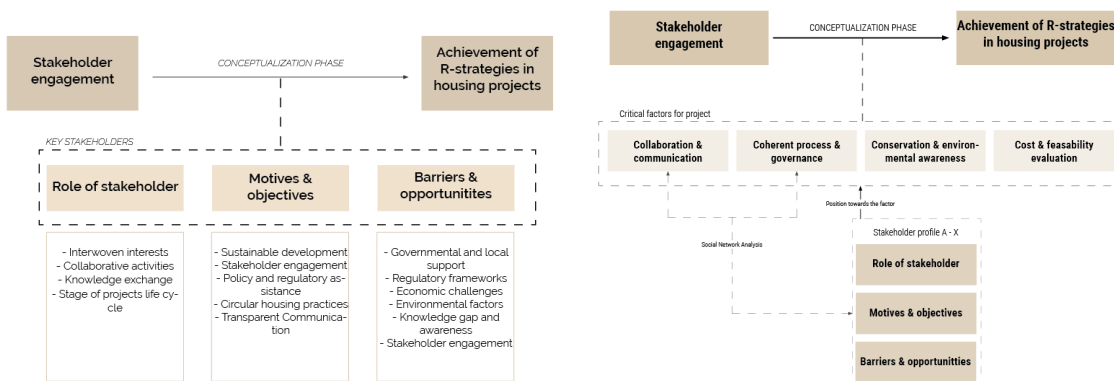 Stakeholder
engagement
CONCEPTUALIZATION PHASE
Achievement of
R-strategies in
housing projects
KEY STAKEHOLDERS
Role of stakeholder
Motives &
objectives
Barriers &
opportunitites
- Interwoven interests
- Collaborative activities
- Knowledge exchange
- Stage of projects life cy-
cle
- Sustainable development
- Stakeholder engagement
- Policy and regulatory as-
sistance
- Circular housing practices
- Transparent Communica-
tion
- Governmental and local
support
- Regulatory frameworks
- Economic challenges
- Environmental factors
- Knowledge gap and
awareness
- Stakeholder engagement
Stakeholder
engagement
CONCEPTUALIZATION PHASE
Achievement of R-strategies
in housing projects
Critical factors for project
Collaboration &
communication
Coherent process &
governance
Conservation & environ-
mental awareness
Cost & feasability
evaluation
Position towards the factor
Social Network Analysis
Stakeholder profile A - X
Role of stakeholder
Motives & objectives
Barriers & opportunitties